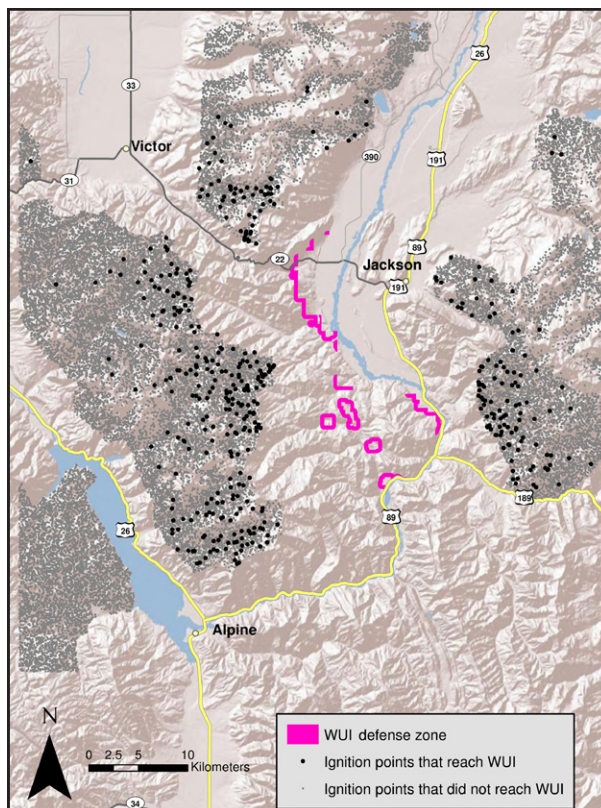 26
33
Victor
390
191
31
89
22
Jackson
191
189
89
26
Alpine
N
0 2.5 5 10
Kilometers
34
WUI defense zone
Ignition points that reach WUI
Ignition points that did not reach WUI